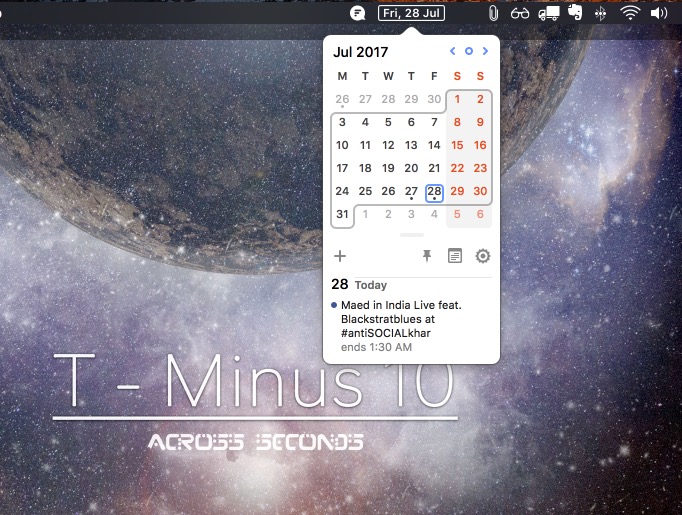 Fri, 28 Jul
Jul 2017
M T W T F S S
26 27 28 29 30 1 2
3 4 5 6 7 8 9
10 11 12 13 14 15 16
17 18 19 20 21 22 23
24 25 26 27 28 29 30
31 1 2 3 4 5 6
28 Today
Maed in India Live feat.
Blackstratblues at
#antiSOCIALkhar
ends 1:30 AM
T - Minus 10
ACROSS SECONDS